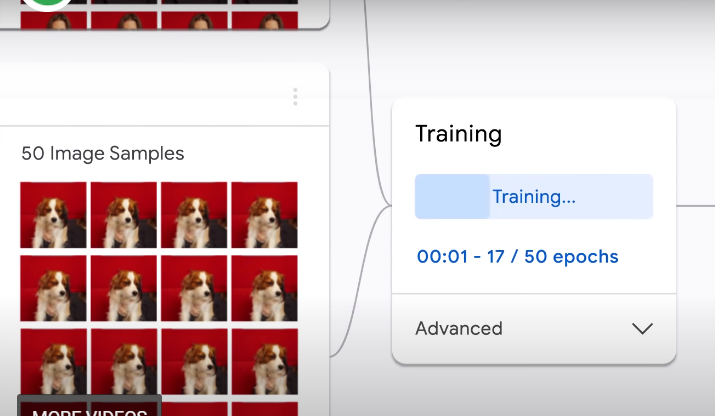 Training
50 Image Samples
Training...
00:01 - 17 / 50 epochs
Advanced
MORE VIDEOS